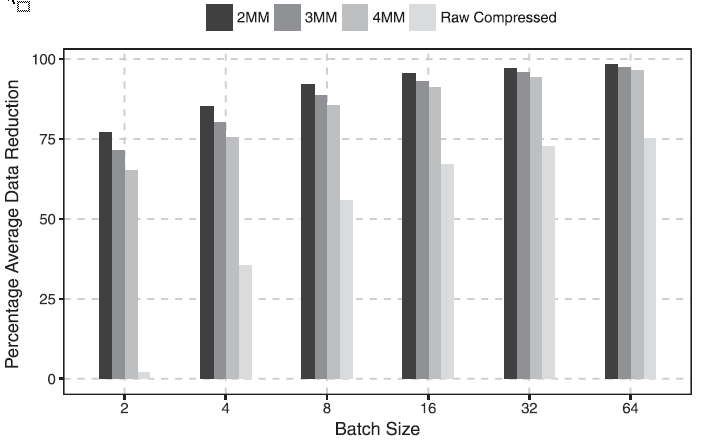 2MM 3MM 4MM Raw Compressed
Percentage Average Data Reduction
100
75
50
25
0
2 4 8 16 32 64
Batch Size